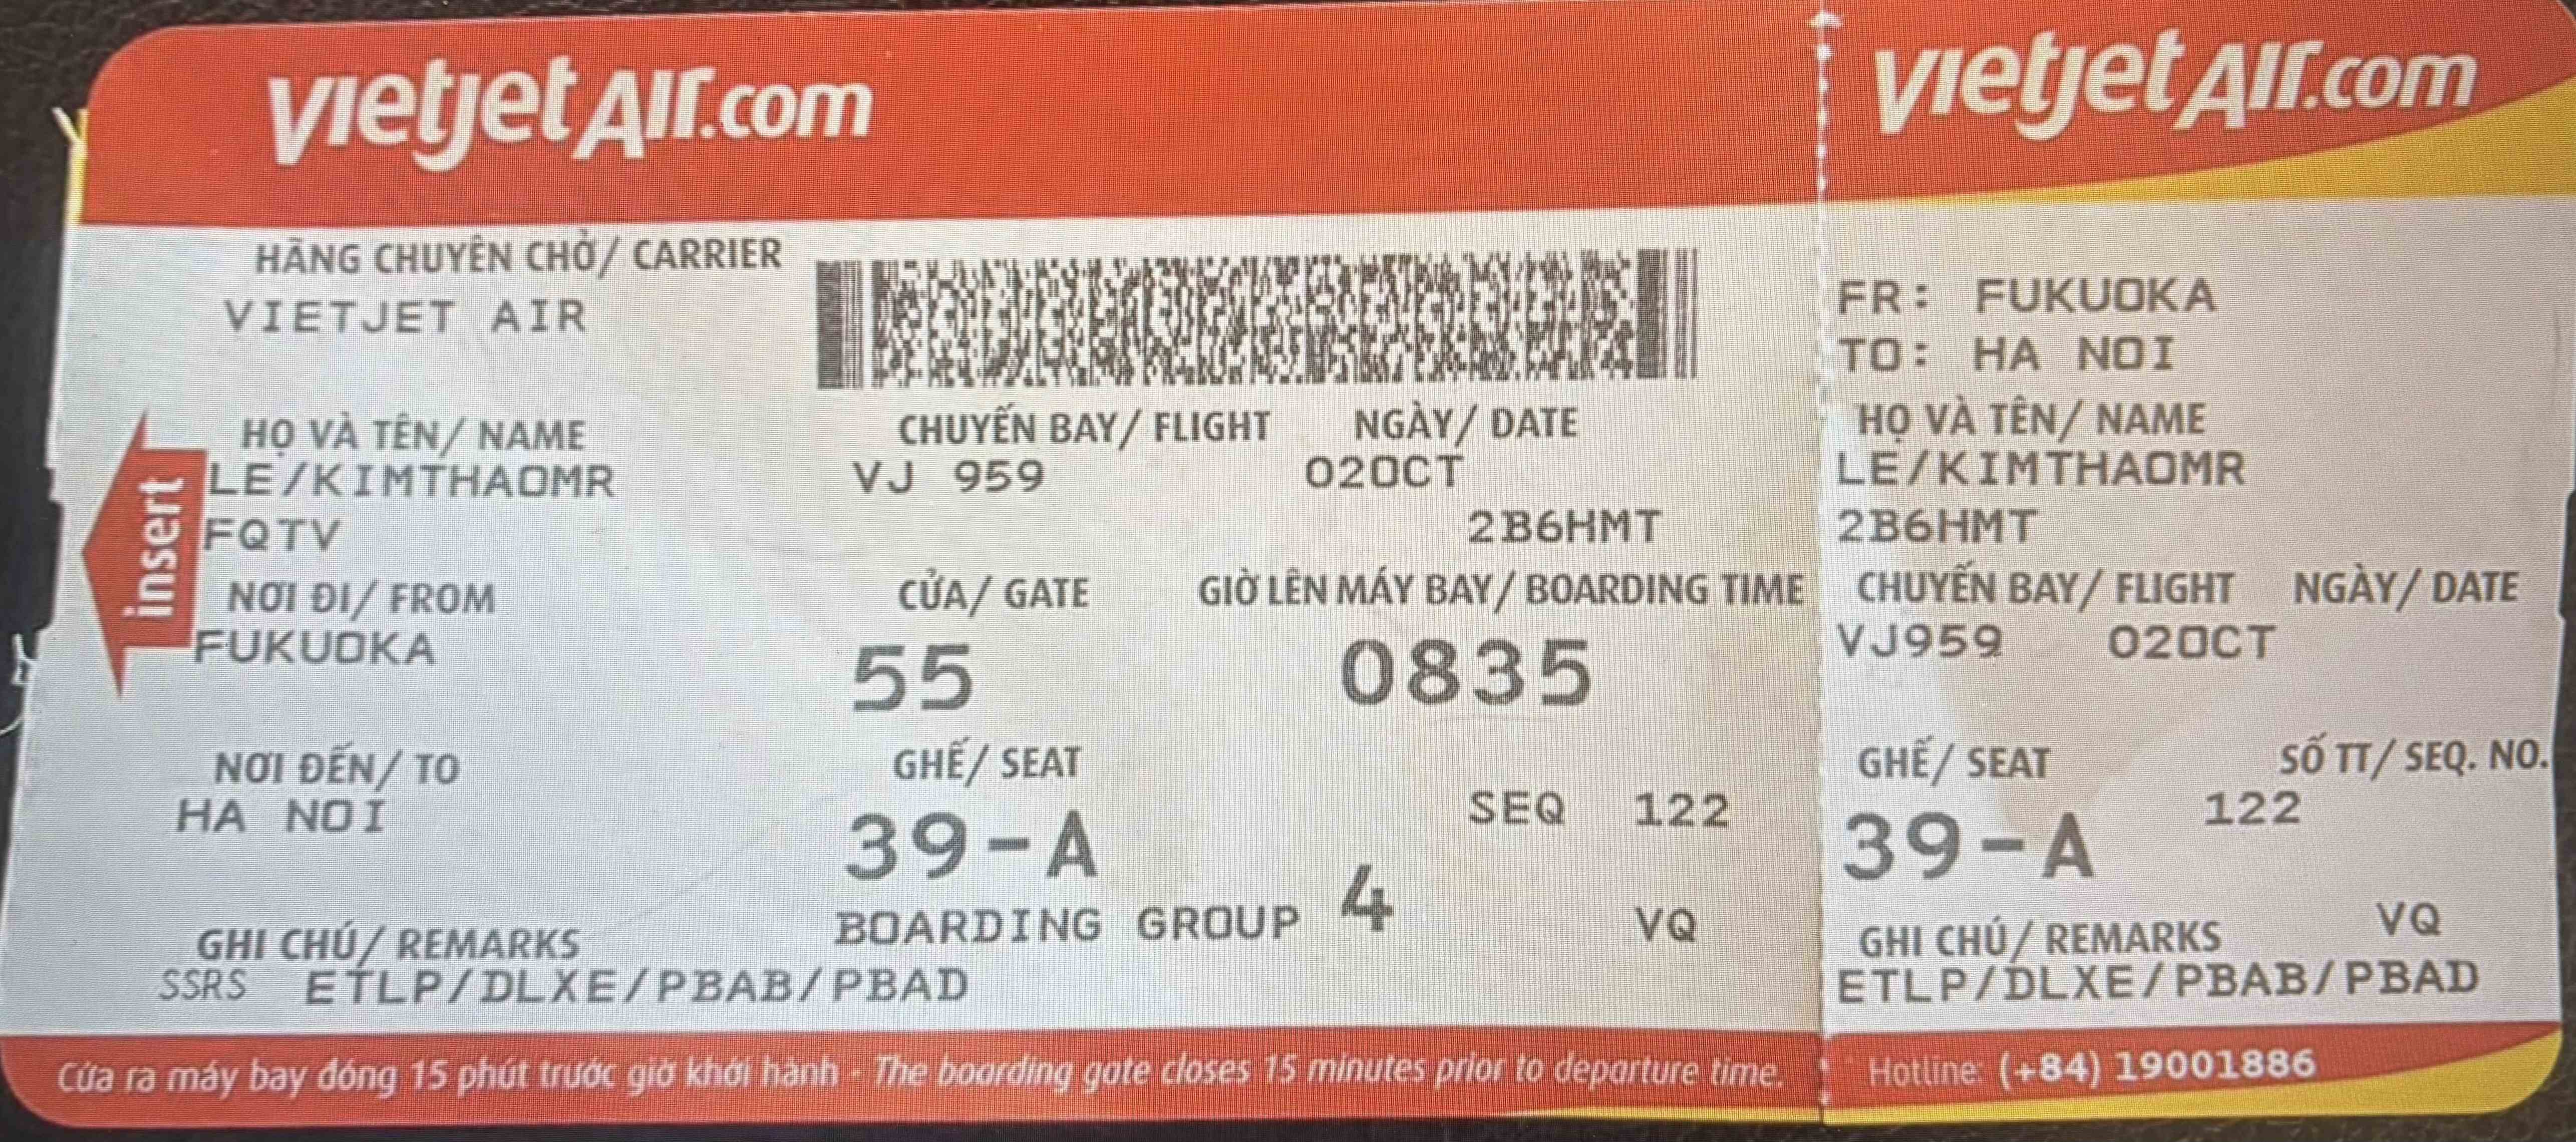 vietjetAir.com
HÃNG CHUYÊN CHỞ/ CARRIER
VIETJET AIR
HỌ VÀ TÊN/ NAME
LE/KIMTHAOMR
FQTV
insert
NƠI ĐI/ FROM
FUKUOKA
NƠI ĐẾN/ TO
HA NOI
GHI CHÚ/ REMARKS
SSRS ETLP/DLXE/PBAB/PBAD
CHUYẾN BAY/ FLIGHT NGÀY/ DATE
VJ 959 02OCT
2B6HMT
CỬA/ GATE GIỜ LÊN MÁY BAY/ BOARDING TIME
55 0835
GHẾ/ SEAT
39-A SEQ 122
BOARDING GROUP 4 VQ
Cửa ra máy bay đóng 15 phút trước giờ khởi hành - The boarding gate closes 15 minutes prior to departure time.
vietjetAir.com
FR: FUKUOKA
TO: HA NOI
HỌ VÀ TÊN/ NAME
LE/KIMTHAOMR
2B6HMT
CHUYẾN BAY/ FLIGHT NGÀY/ DATE
VJ959 02OCT
GHẾ/ SEAT SỐ TT/ SEQ. NO.
39-A 122
VQ
GHI CHÚ/ REMARKS
ETLP/DLXE/PBAB/PBAD
Hotline: (+84) 19001886